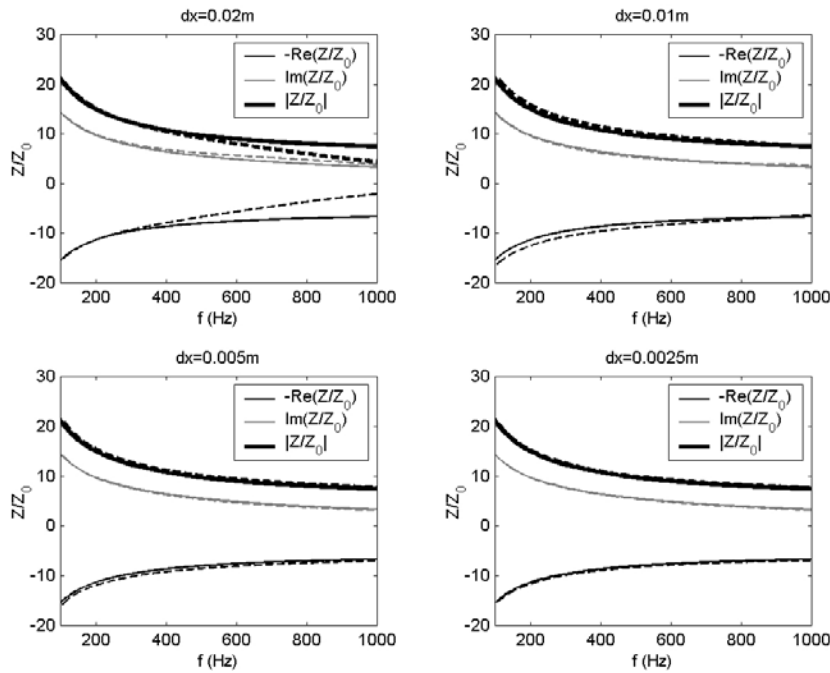 dx=0.02m
30
20
10
0
-10
-20
Z/Z₀
-Re(Z/Z₀)
Im(Z/Z₀)
|Z/Z₀|
200 400 600 800 1000
f (Hz)
dx=0.01m
30
20
10
0
-10
-20
Z/Z₀
-Re(Z/Z₀)
Im(Z/Z₀)
|Z/Z₀|
200 400 600 800 1000
f (Hz)
dx=0.005m
30
20
10
0
-10
-20
Z/Z₀
-Re(Z/Z₀)
Im(Z/Z₀)
|Z/Z₀|
200 400 600 800 1000
f (Hz)
dx=0.0025m
30
20
10
0
-10
-20
Z/Z₀
-Re(Z/Z₀)
Im(Z/Z₀)
|Z/Z₀|
200 400 600 800 1000
f (Hz)